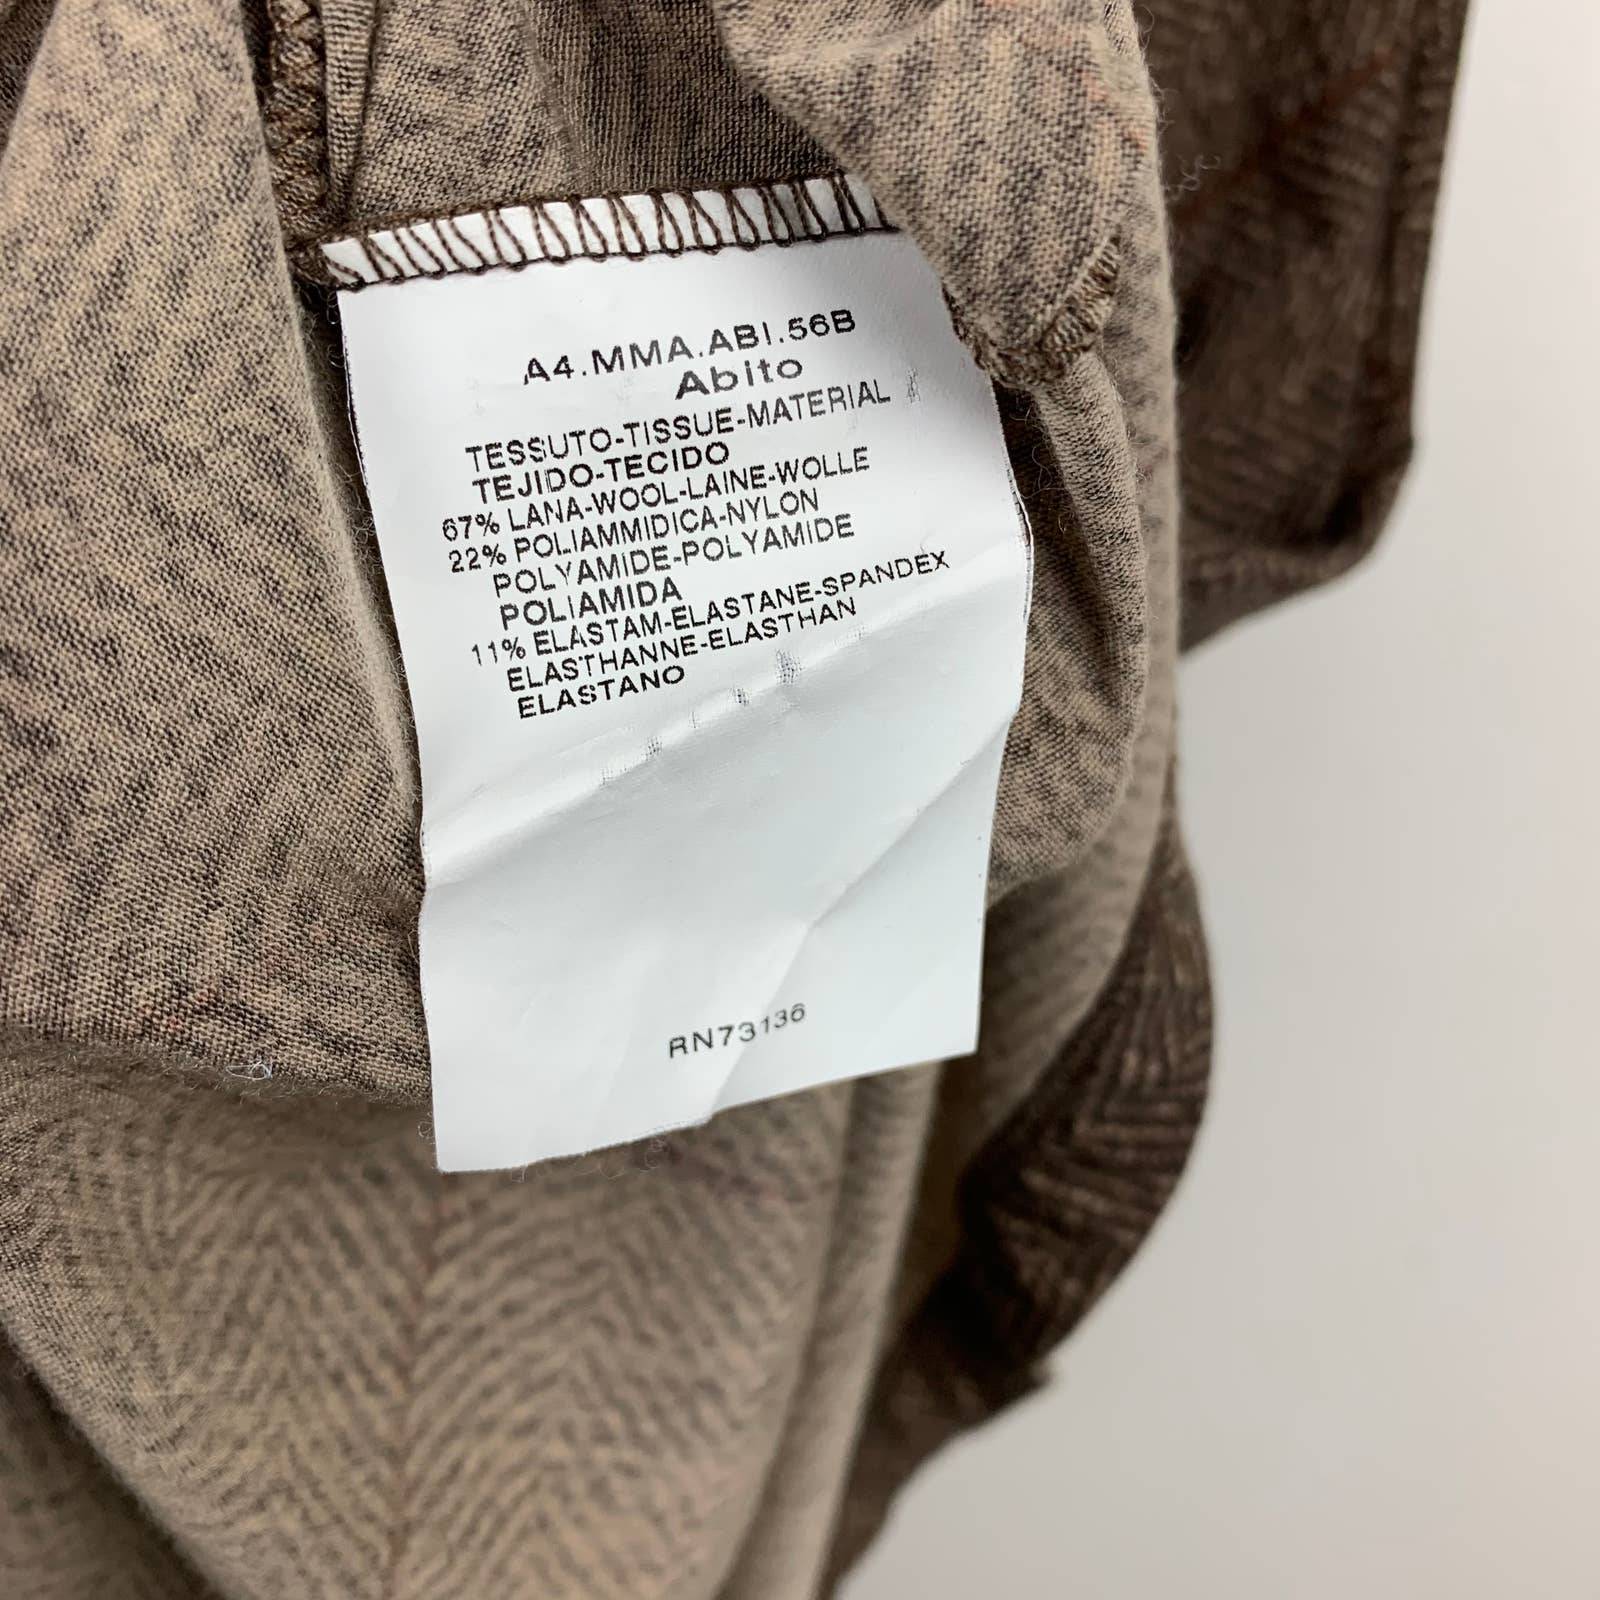 A4.MMA.ABI.56B
Abito
TESSUTO-TISSUE-MATERIAL
TEJIDO-TECIDO
67% LANA-WOOL-LAINE-WOLLE
22% POLIAMMIDICA-NYLON
POLYAMIDE-POLYAMIDE
POLIAMIDA
11% ELASTAM-ELASTANE-SPANDEX
ELASTHANNE-ELASTHAN
ELASTANO
RN73136